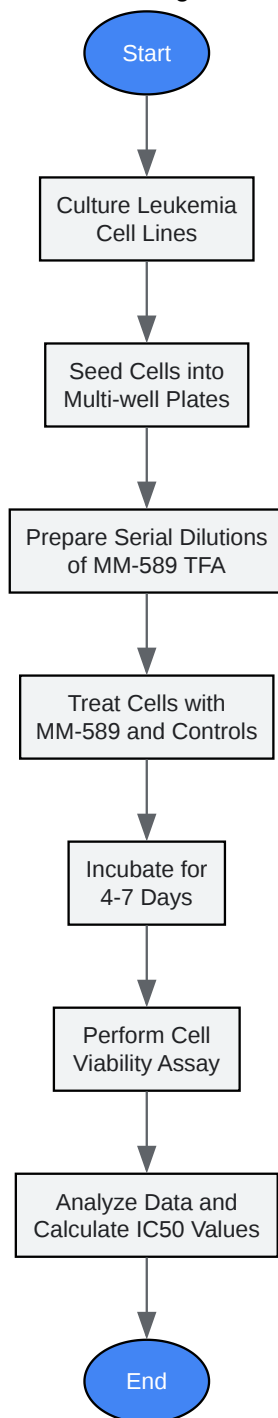 Start
Culture Leukemia
Cell Lines
Seed Cells into
Multi-well Plates
Prepare Serial Dilutions
of MM-589 TFA
Treat Cells with
MM-589 and Controls
Incubate for
4-7 Days
Perform Cell
Viability Assay
Analyze Data and
Calculate IC50 Values
End